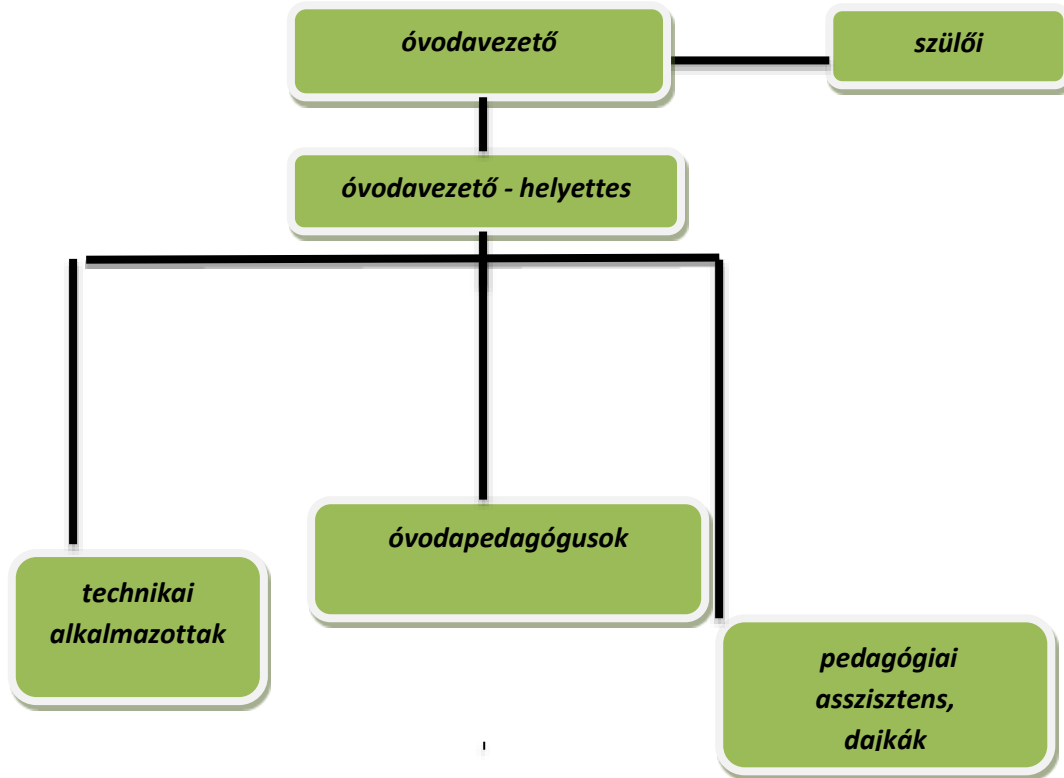 óvodavezető
szülői
óvodavezető - helyettes
óvodapedagógusok
technikai
alkalmazottak
pedagógiai
asszisztens,
dajkák